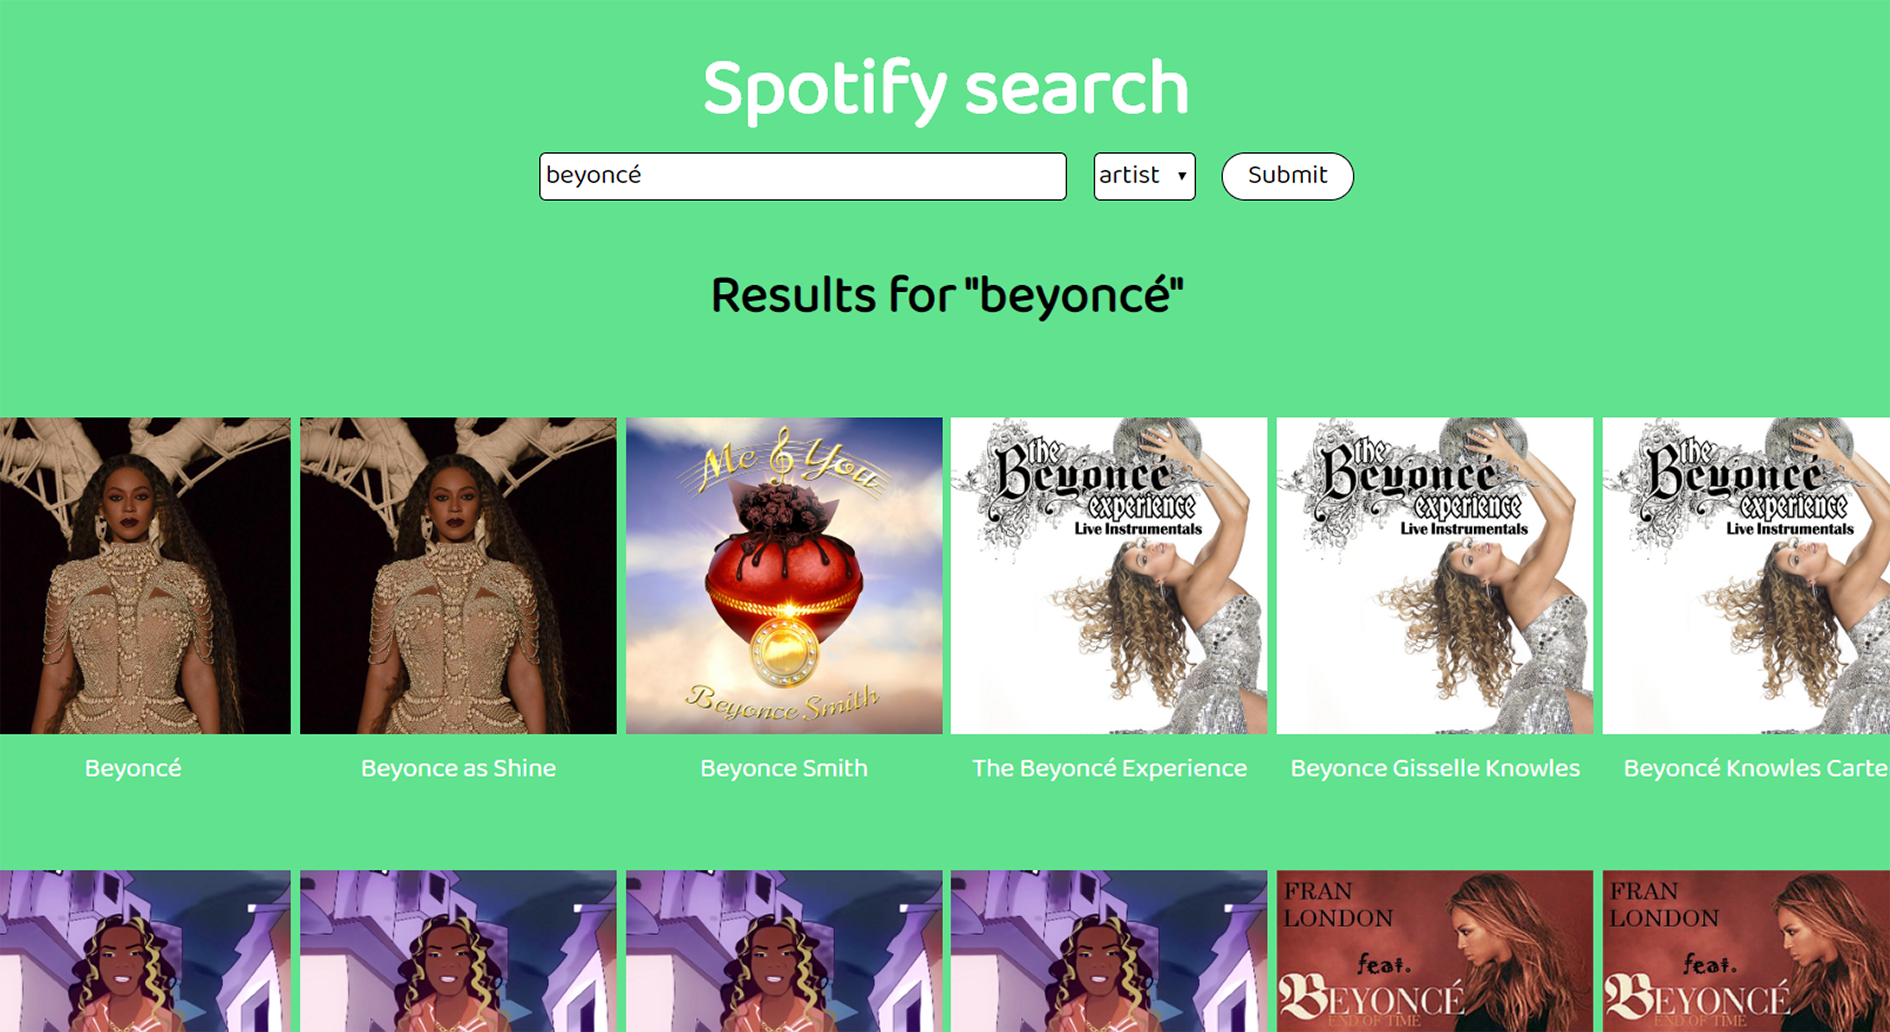 Spotify search
beyoncé
artist
Submit
Results for "beyoncé"
Me & You
Beyonce Smith
the
Beyoncé
experience
Live Instrumentals
the
Beyoncé
experience
Live Instrumentals
the
Beyoncé
experience
Live Instrumentals
Beyoncé
Beyonce as Shine
Beyonce Smith
The Beyoncé Experience
Beyonce Gisselle Knowles
Beyoncé Knowles Carte
FRAN
LONDON
feat.
BEYONCÉ
END OF TIME
FRAN
LONDON
feat.
BEYONCÉ
END OF TIME